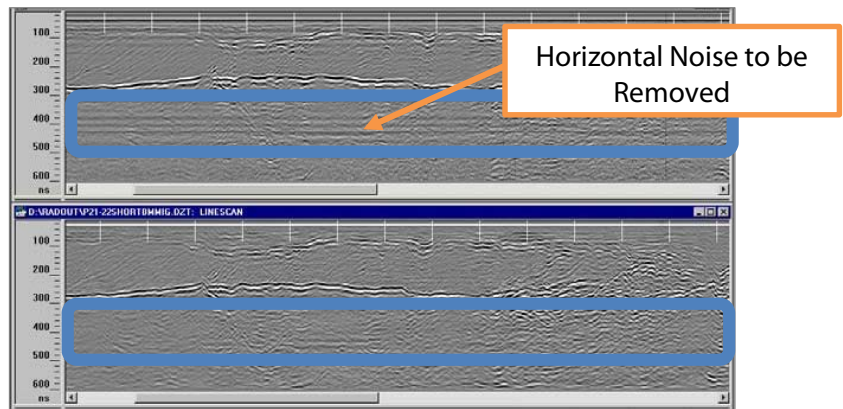 100
200
300
400
500
600
ns
Horizontal Noise to be
Removed
D:\RADOUT\P21-22SHORTBMMIG.DZT: LINESCAN
100
200
300
400
500
600
ns